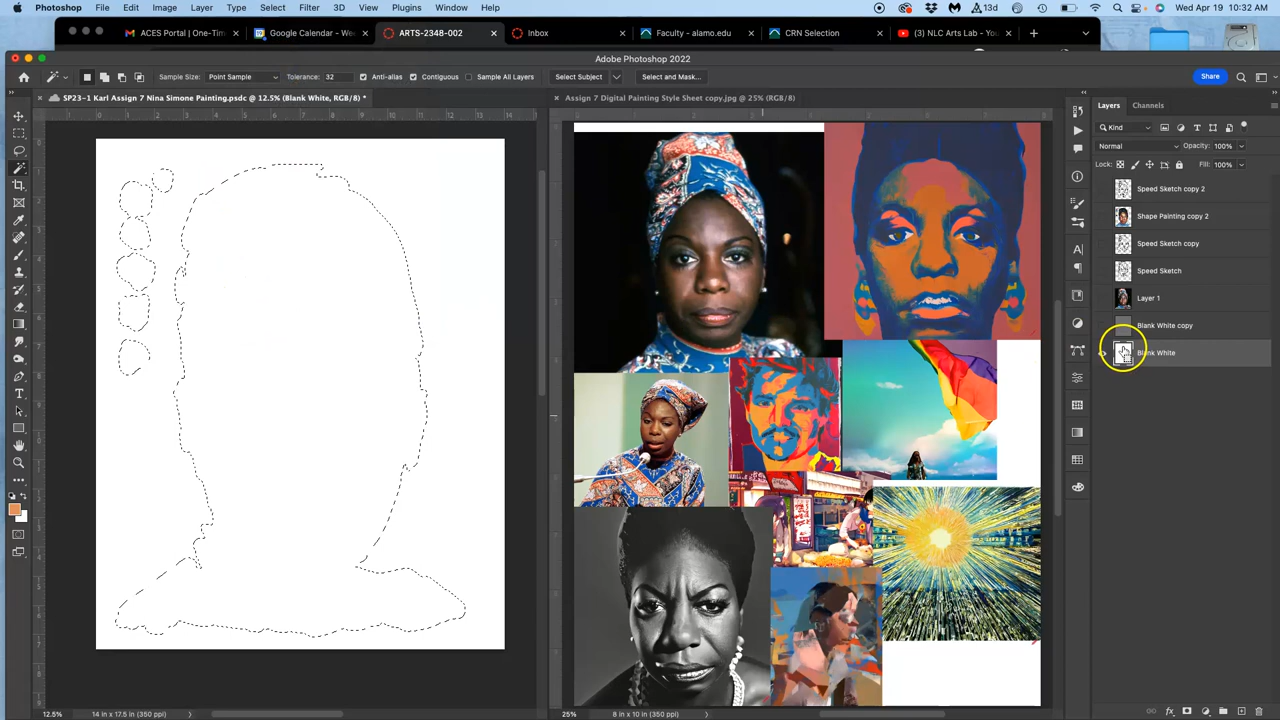 Photoshop File Edit Image Layer Type Select Filter 3D View Plugins Window Help 13d Wed Apr 19 10:32 AM
ACES Portal | One-Tim Google Calendar - We ARTS-2348-002 Inbox Faculty - alamo.edu CRN Selection (3) NLC Arts Lab - YouTu
Adobe Photoshop 2022
Sample Size: Point Sample Tolerance: 32 Anti-alias Contiguous Sample All Layers Select Subject Select and Mask... Share
SP23-1 Karl Assign 7 Nina Simone Painting.psdc @ 12.5% (Blank White, RGB/8) *
Assign 7 Digital Painting Style Sheet copy.jpg @ 25% (RGB/8)
Layers Channels
Kind
Normal Opacity: 100%
Lock: Fill: 100%
Speed Sketch copy 2
Shape Painting copy 2
Speed Sketch copy
Speed Sketch
Layer 1
Blank White copy
Blank White
12.5% 14 in x 17.5 in (350 ppi)
25% 8 in x 10 in (350 ppi)